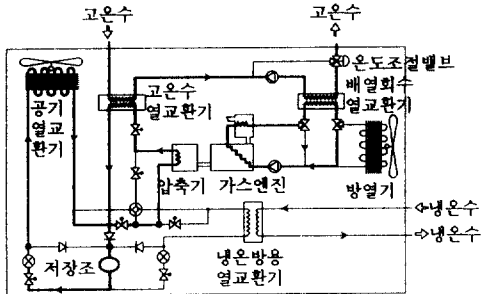 고온수
고온수
온도조절밸브
배열회수
열교환기
고온수
열교환기
공기
열교
환기
압축기
가스엔진
방열기
냉온수
냉온수
저장조
냉온방용
열교환기